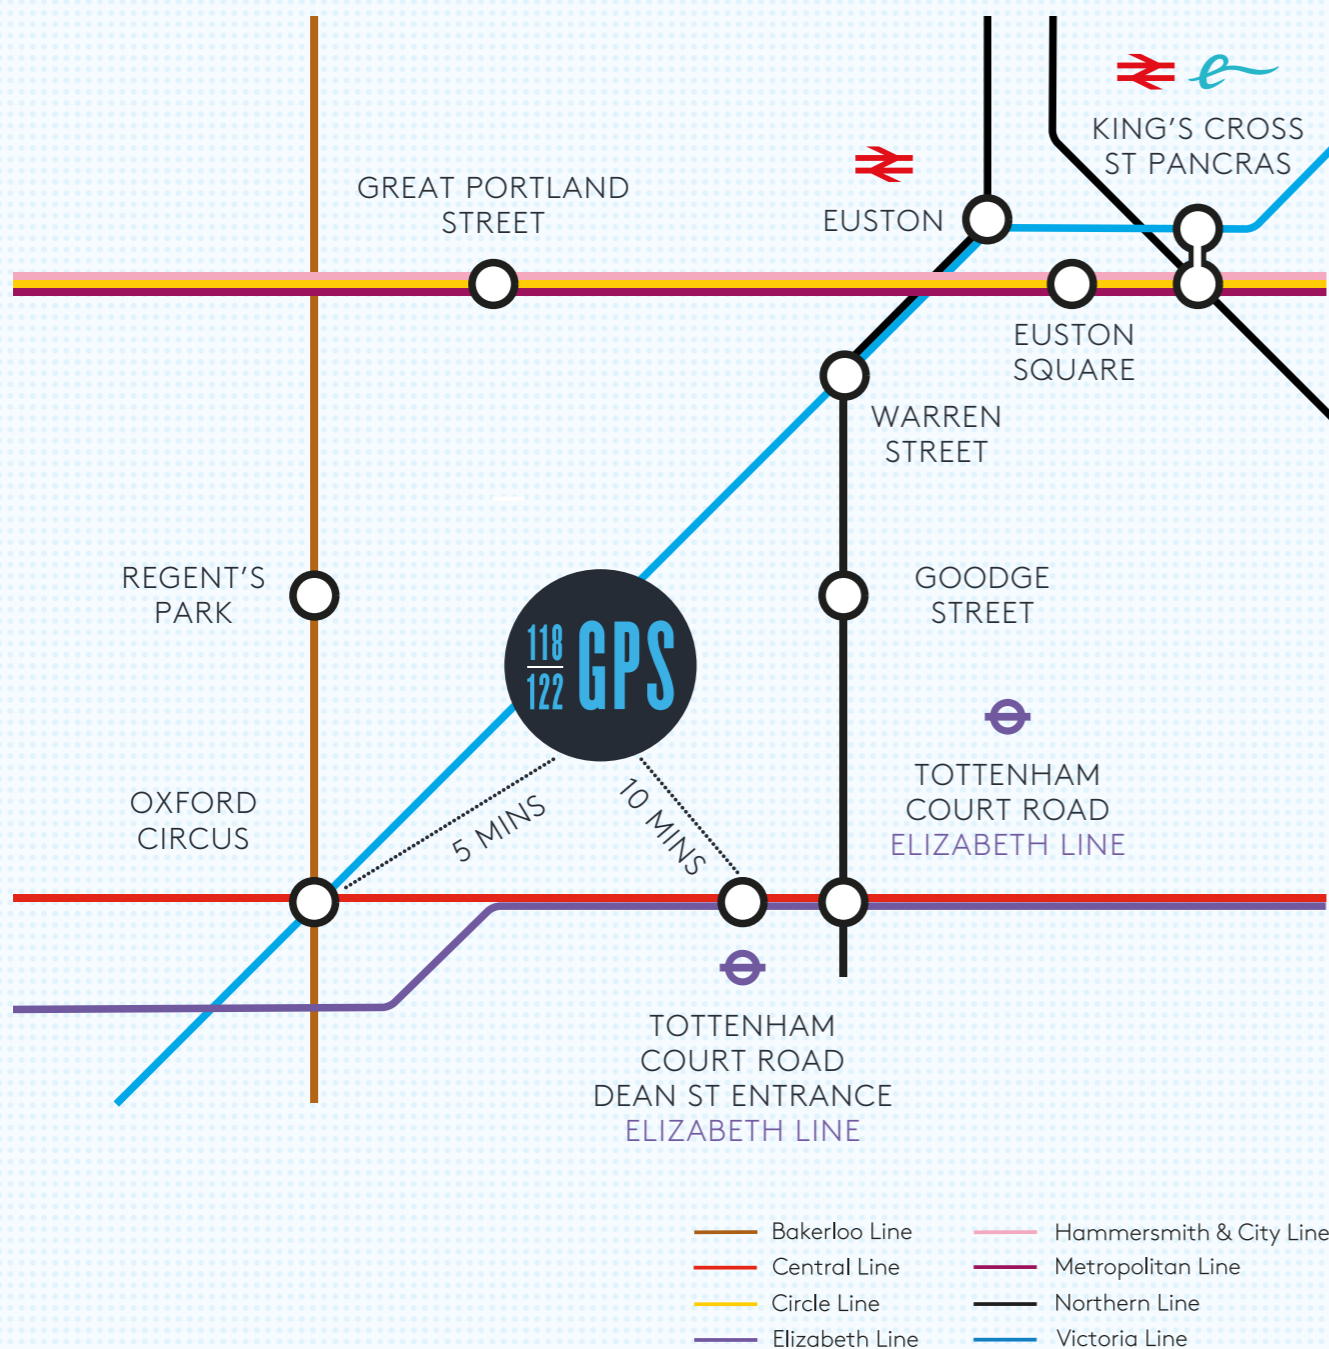 KING'S CROSS
ST PANCRAS
GREAT PORTLAND
STREET
EUSTON
EUSTON
SQUARE
WARREN
STREET
REGENT'S
PARK
GOODGE
STREET
118
122
GPS
OXFORD
CIRCUS
5 MINS
10 MINS
TOTTENHAM
COURT ROAD
ELIZABETH LINE
TOTTENHAM
COURT ROAD
DEAN ST ENTRANCE
ELIZABETH LINE
Bakerloo Line
Central Line
Circle Line
Elizabeth Line
Hammersmith & City Line
Metropolitan Line
Northern Line
Victoria Line